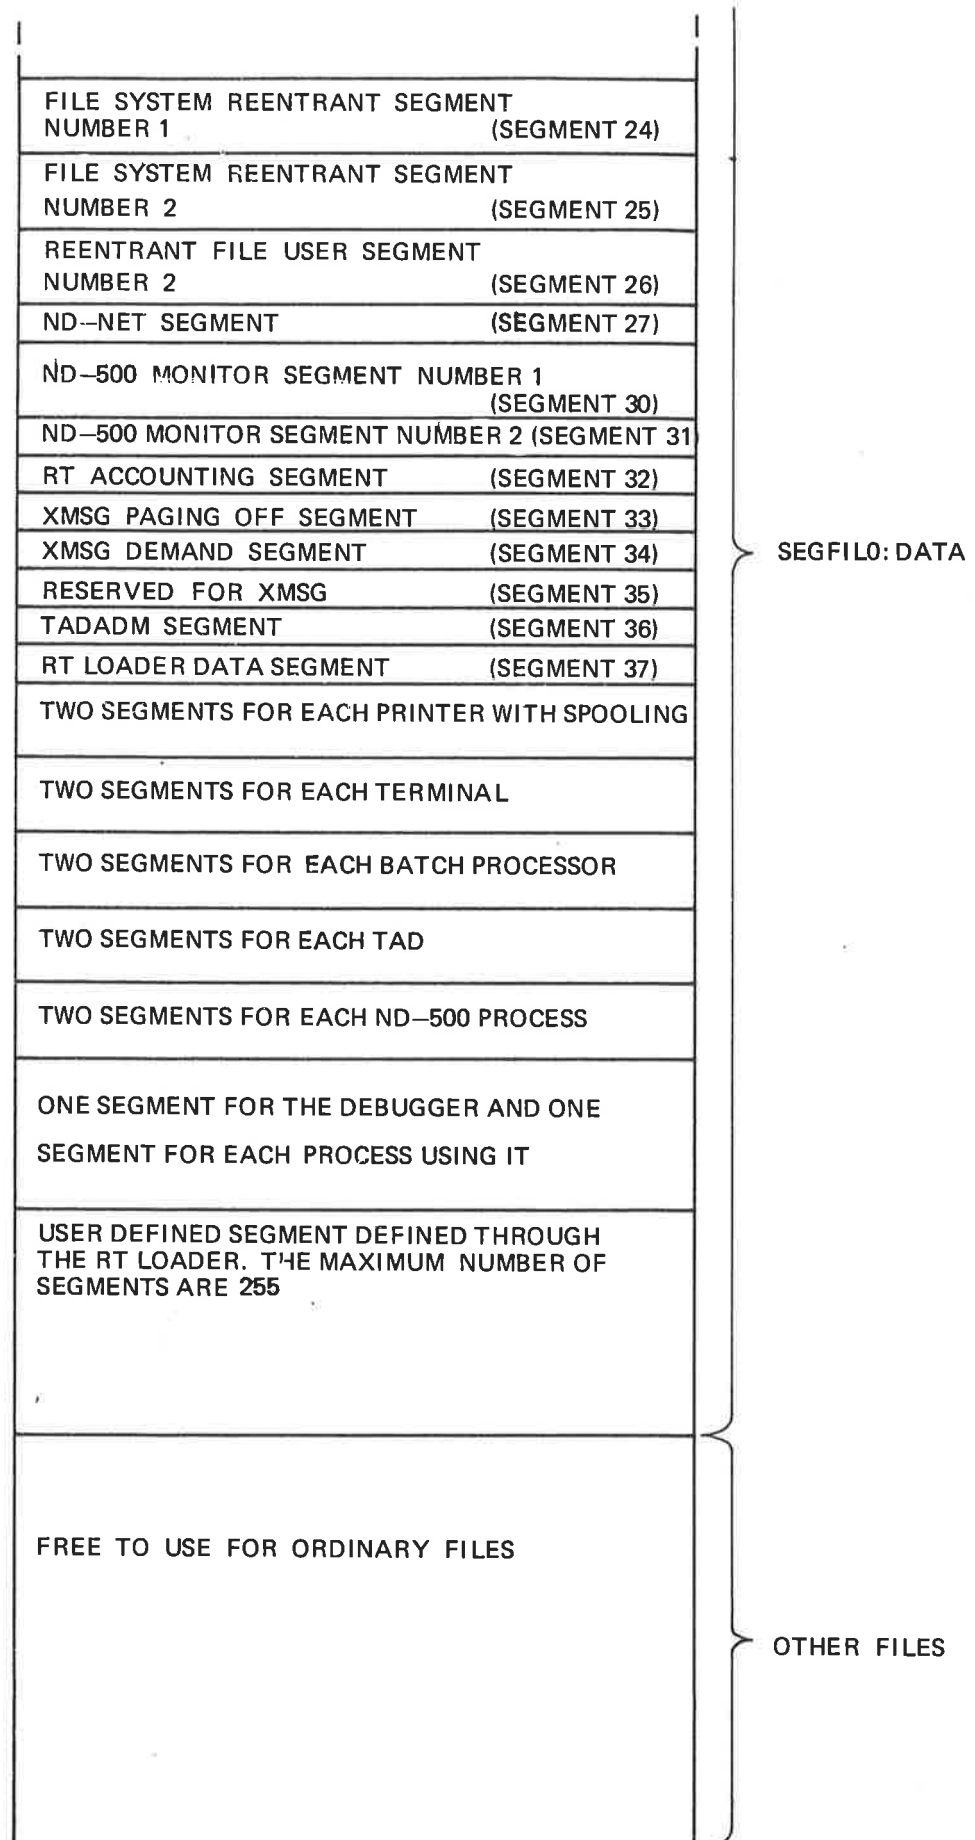 FILE SYSTEM REENTRANT SEGMENT
NUMBER 1 (SEGMENT 24)
FILE SYSTEM REENTRANT SEGMENT
NUMBER 2 (SEGMENT 25)
REENTRANT FILE USER SEGMENT
NUMBER 2 (SEGMENT 26)
ND--NET SEGMENT (SEGMENT 27)
ND–500 MONITOR SEGMENT NUMBER 1
(SEGMENT 30)
ND–500 MONITOR SEGMENT NUMBER 2 (SEGMENT 31)
RT ACCOUNTING SEGMENT (SEGMENT 32)
XMSG PAGING OFF SEGMENT (SEGMENT 33)
XMSG DEMAND SEGMENT (SEGMENT 34)
SEGFIL0: DATA
RESERVED FOR XMSG (SEGMENT 35)
TADADM SEGMENT (SEGMENT 36)
RT LOADER DATA SEGMENT (SEGMENT 37)
TWO SEGMENTS FOR EACH PRINTER WITH SPOOLING
TWO SEGMENTS FOR EACH TERMINAL
TWO SEGMENTS FOR EACH BATCH PROCESSOR
TWO SEGMENTS FOR EACH TAD
TWO SEGMENTS FOR EACH ND–500 PROCESS
ONE SEGMENT FOR THE DEBUGGER AND ONE
SEGMENT FOR EACH PROCESS USING IT
USER DEFINED SEGMENT DEFINED THROUGH
THE RT LOADER. THE MAXIMUM NUMBER OF
SEGMENTS ARE 255
FREE TO USE FOR ORDINARY FILES
OTHER FILES